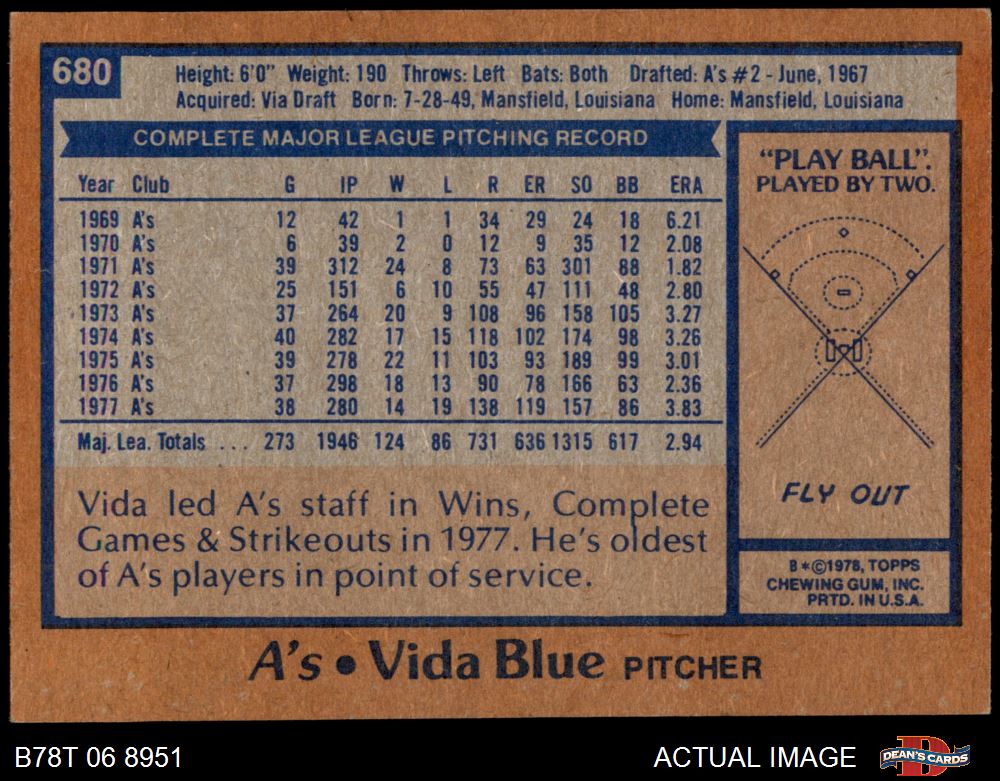 680
Height: 6'0" Weight: 190 Throws: Left Bats: Both Drafted: A's #2 - June, 1967
Acquired: Via Draft Born: 7-28-49, Mansfield, Louisiana Home: Mansfield, Louisiana
COMPLETE MAJOR LEAGUE PITCHING RECORD
Year Club G IP W L R ER SO BB ERA
1969 A's 12 42 1 1 34 29 24 18 6.21
1970 A's 6 39 2 0 12 9 35 12 2.08
1971 A's 39 312 24 8 73 63 301 88 1.82
1972 A's 25 151 6 10 55 47 111 48 2.80
1973 A's 37 264 20 9 108 96 158 105 3.27
1974 A's 40 282 17 15 118 102 174 98 3.26
1975 A's 39 278 22 11 103 93 189 99 3.01
1976 A's 37 298 18 13 90 78 166 63 2.36
1977 A's 38 280 14 19 138 119 157 86 3.83
Maj. Lea. Totals ... 273 1946 124 86 731 636 1315 617 2.94
Vida led A's staff in Wins, Complete
Games & Strikeouts in 1977. He's oldest
of A's players in point of service.
"PLAY BALL".
PLAYED BY TWO.
FLY OUT
B*©1978, TOPPS
CHEWING GUM, INC.
PRTD. IN U.S.A.
A's • Vida Blue PITCHER
B78T 06 8951
ACTUAL IMAGE
DEAN'S CARDS